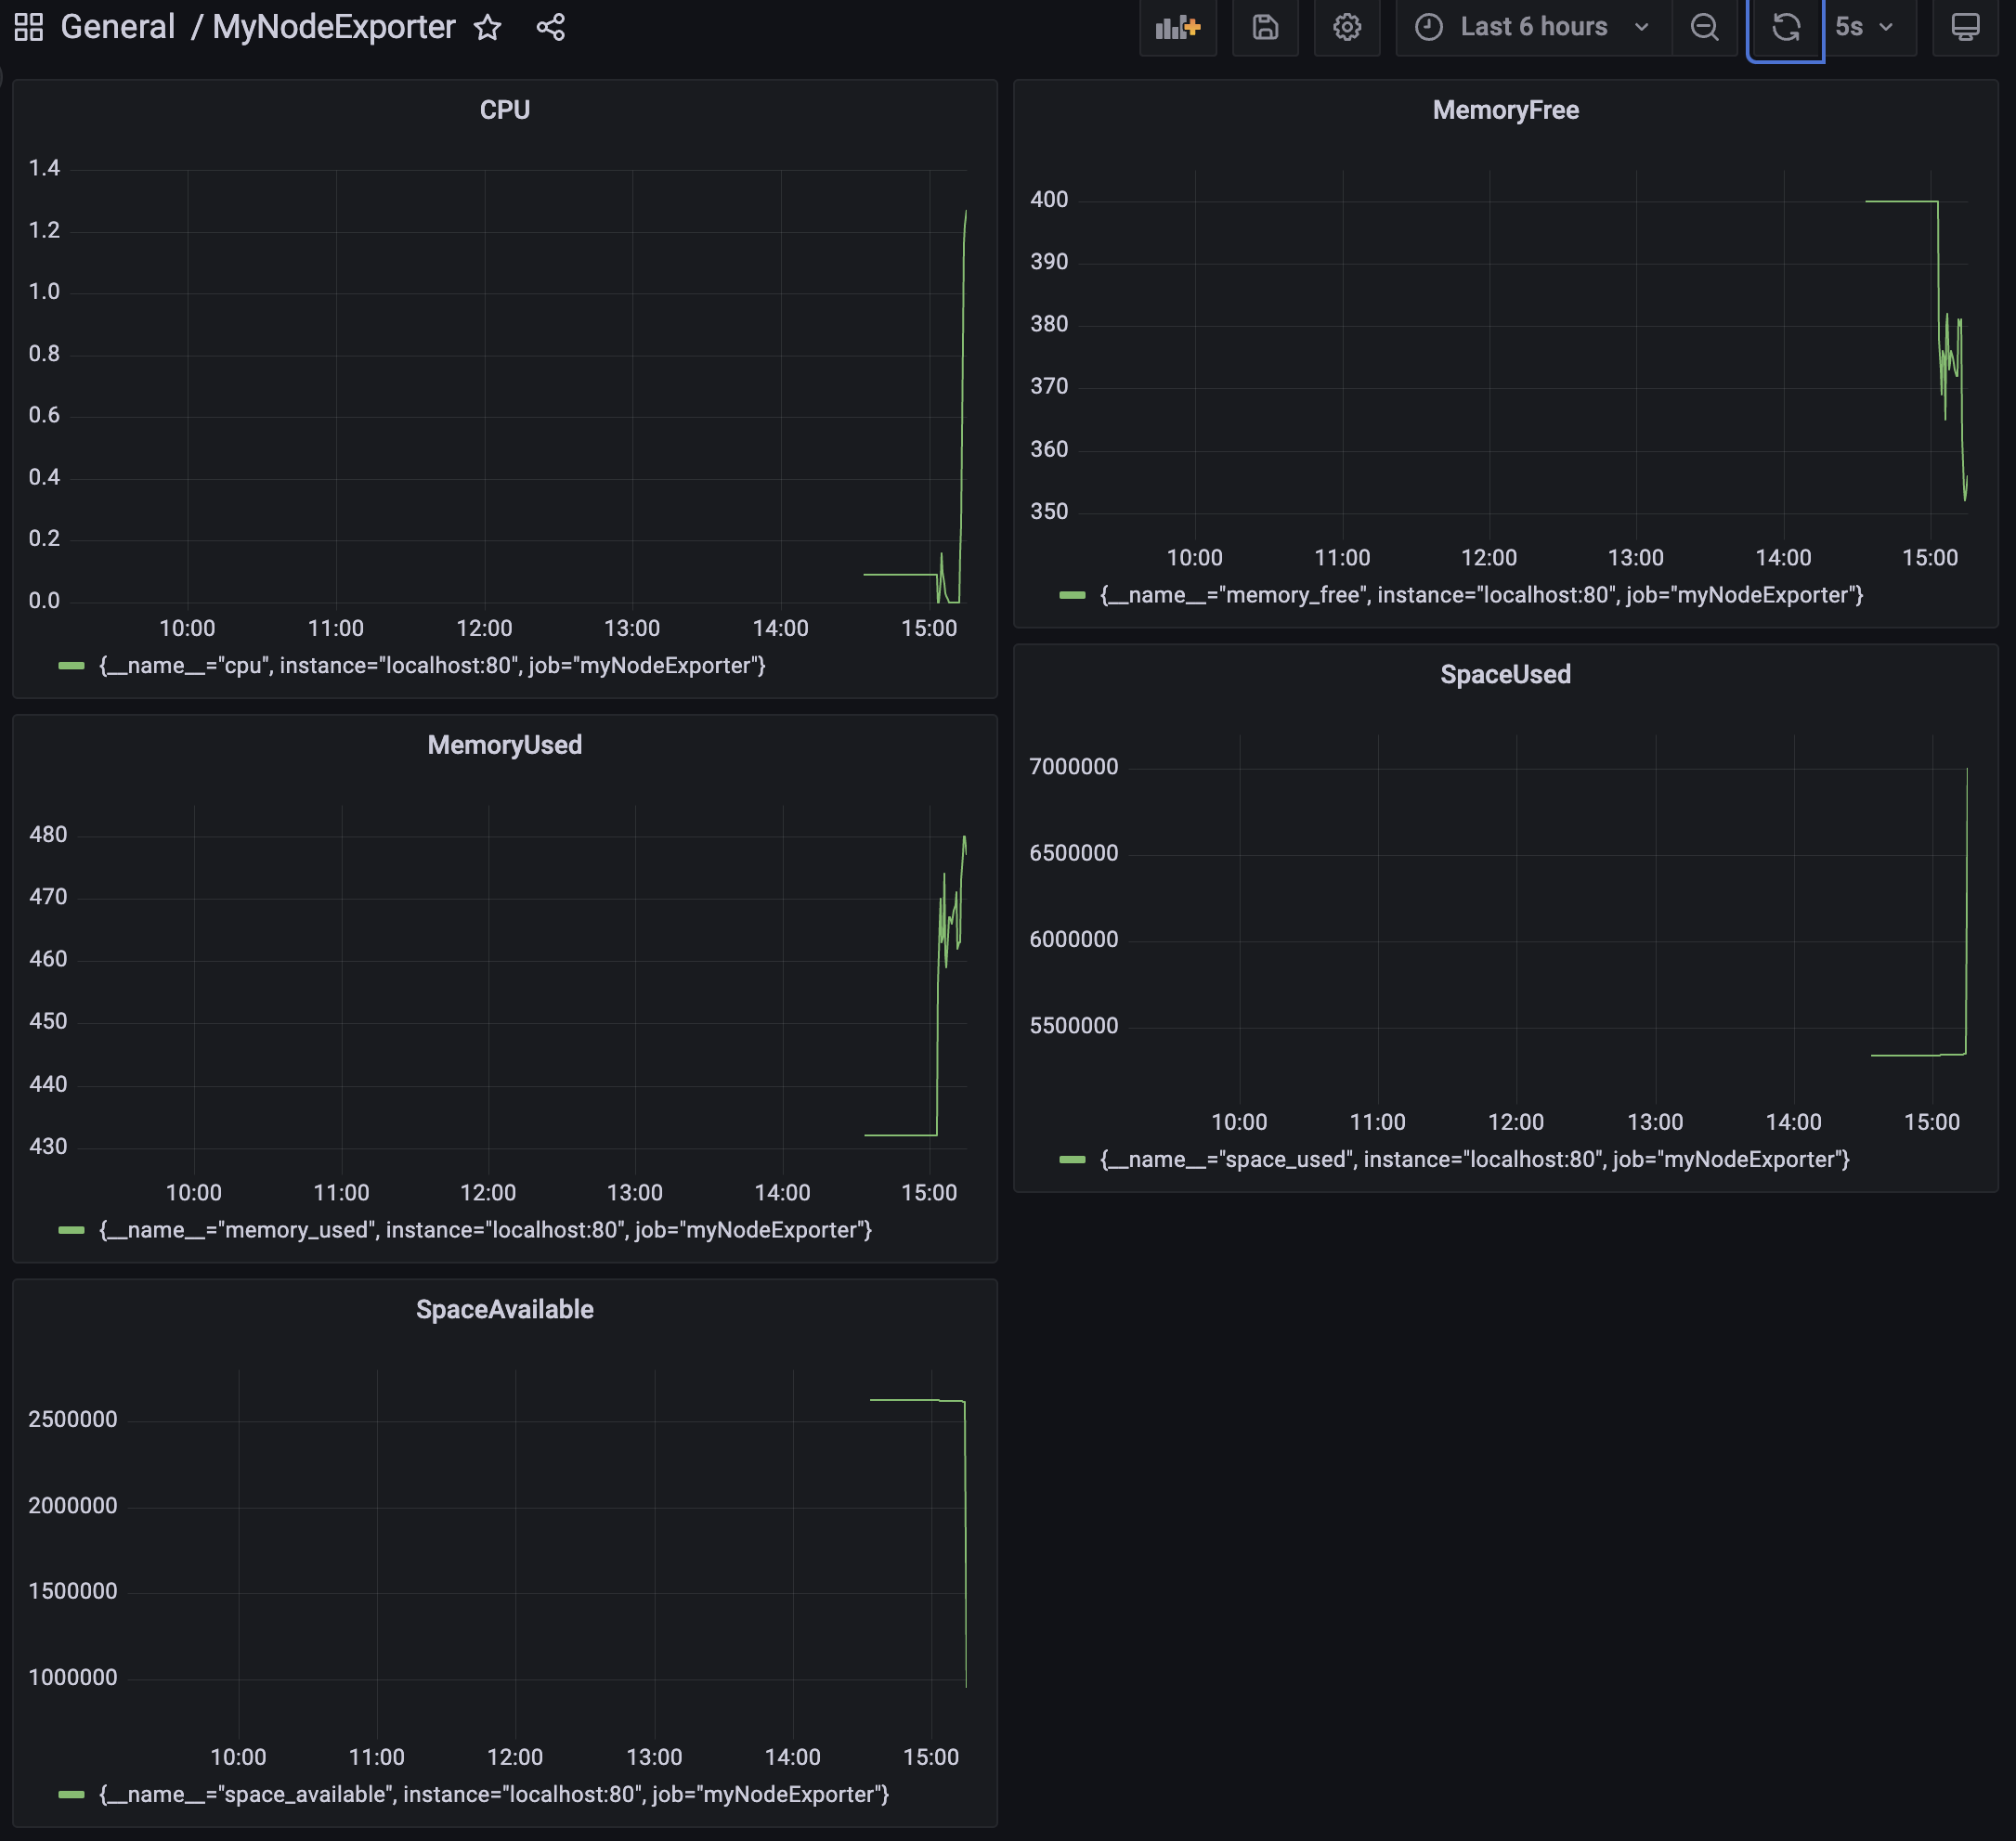 General / MyNodeExporter
Last 6 hours
5s
CPU
1.4
1.2
1.0
0.8
0.6
0.4
0.2
0.0
10:00 11:00 12:00 13:00 14:00 15:00
{__name__="cpu", instance="localhost:80", job="myNodeExporter"}
MemoryFree
400
390
380
370
360
350
10:00 11:00 12:00 13:00 14:00 15:00
{__name__="memory_free", instance="localhost:80", job="myNodeExporter"}
MemoryUsed
480
470
460
450
440
430
10:00 11:00 12:00 13:00 14:00 15:00
{__name__="memory_used", instance="localhost:80", job="myNodeExporter"}
SpaceUsed
7000000
6500000
6000000
5500000
10:00 11:00 12:00 13:00 14:00 15:00
{__name__="space_used", instance="localhost:80", job="myNodeExporter"}
SpaceAvailable
2500000
2000000
1500000
1000000
10:00 11:00 12:00 13:00 14:00 15:00
{__name__="space_available", instance="localhost:80", job="myNodeExporter"}